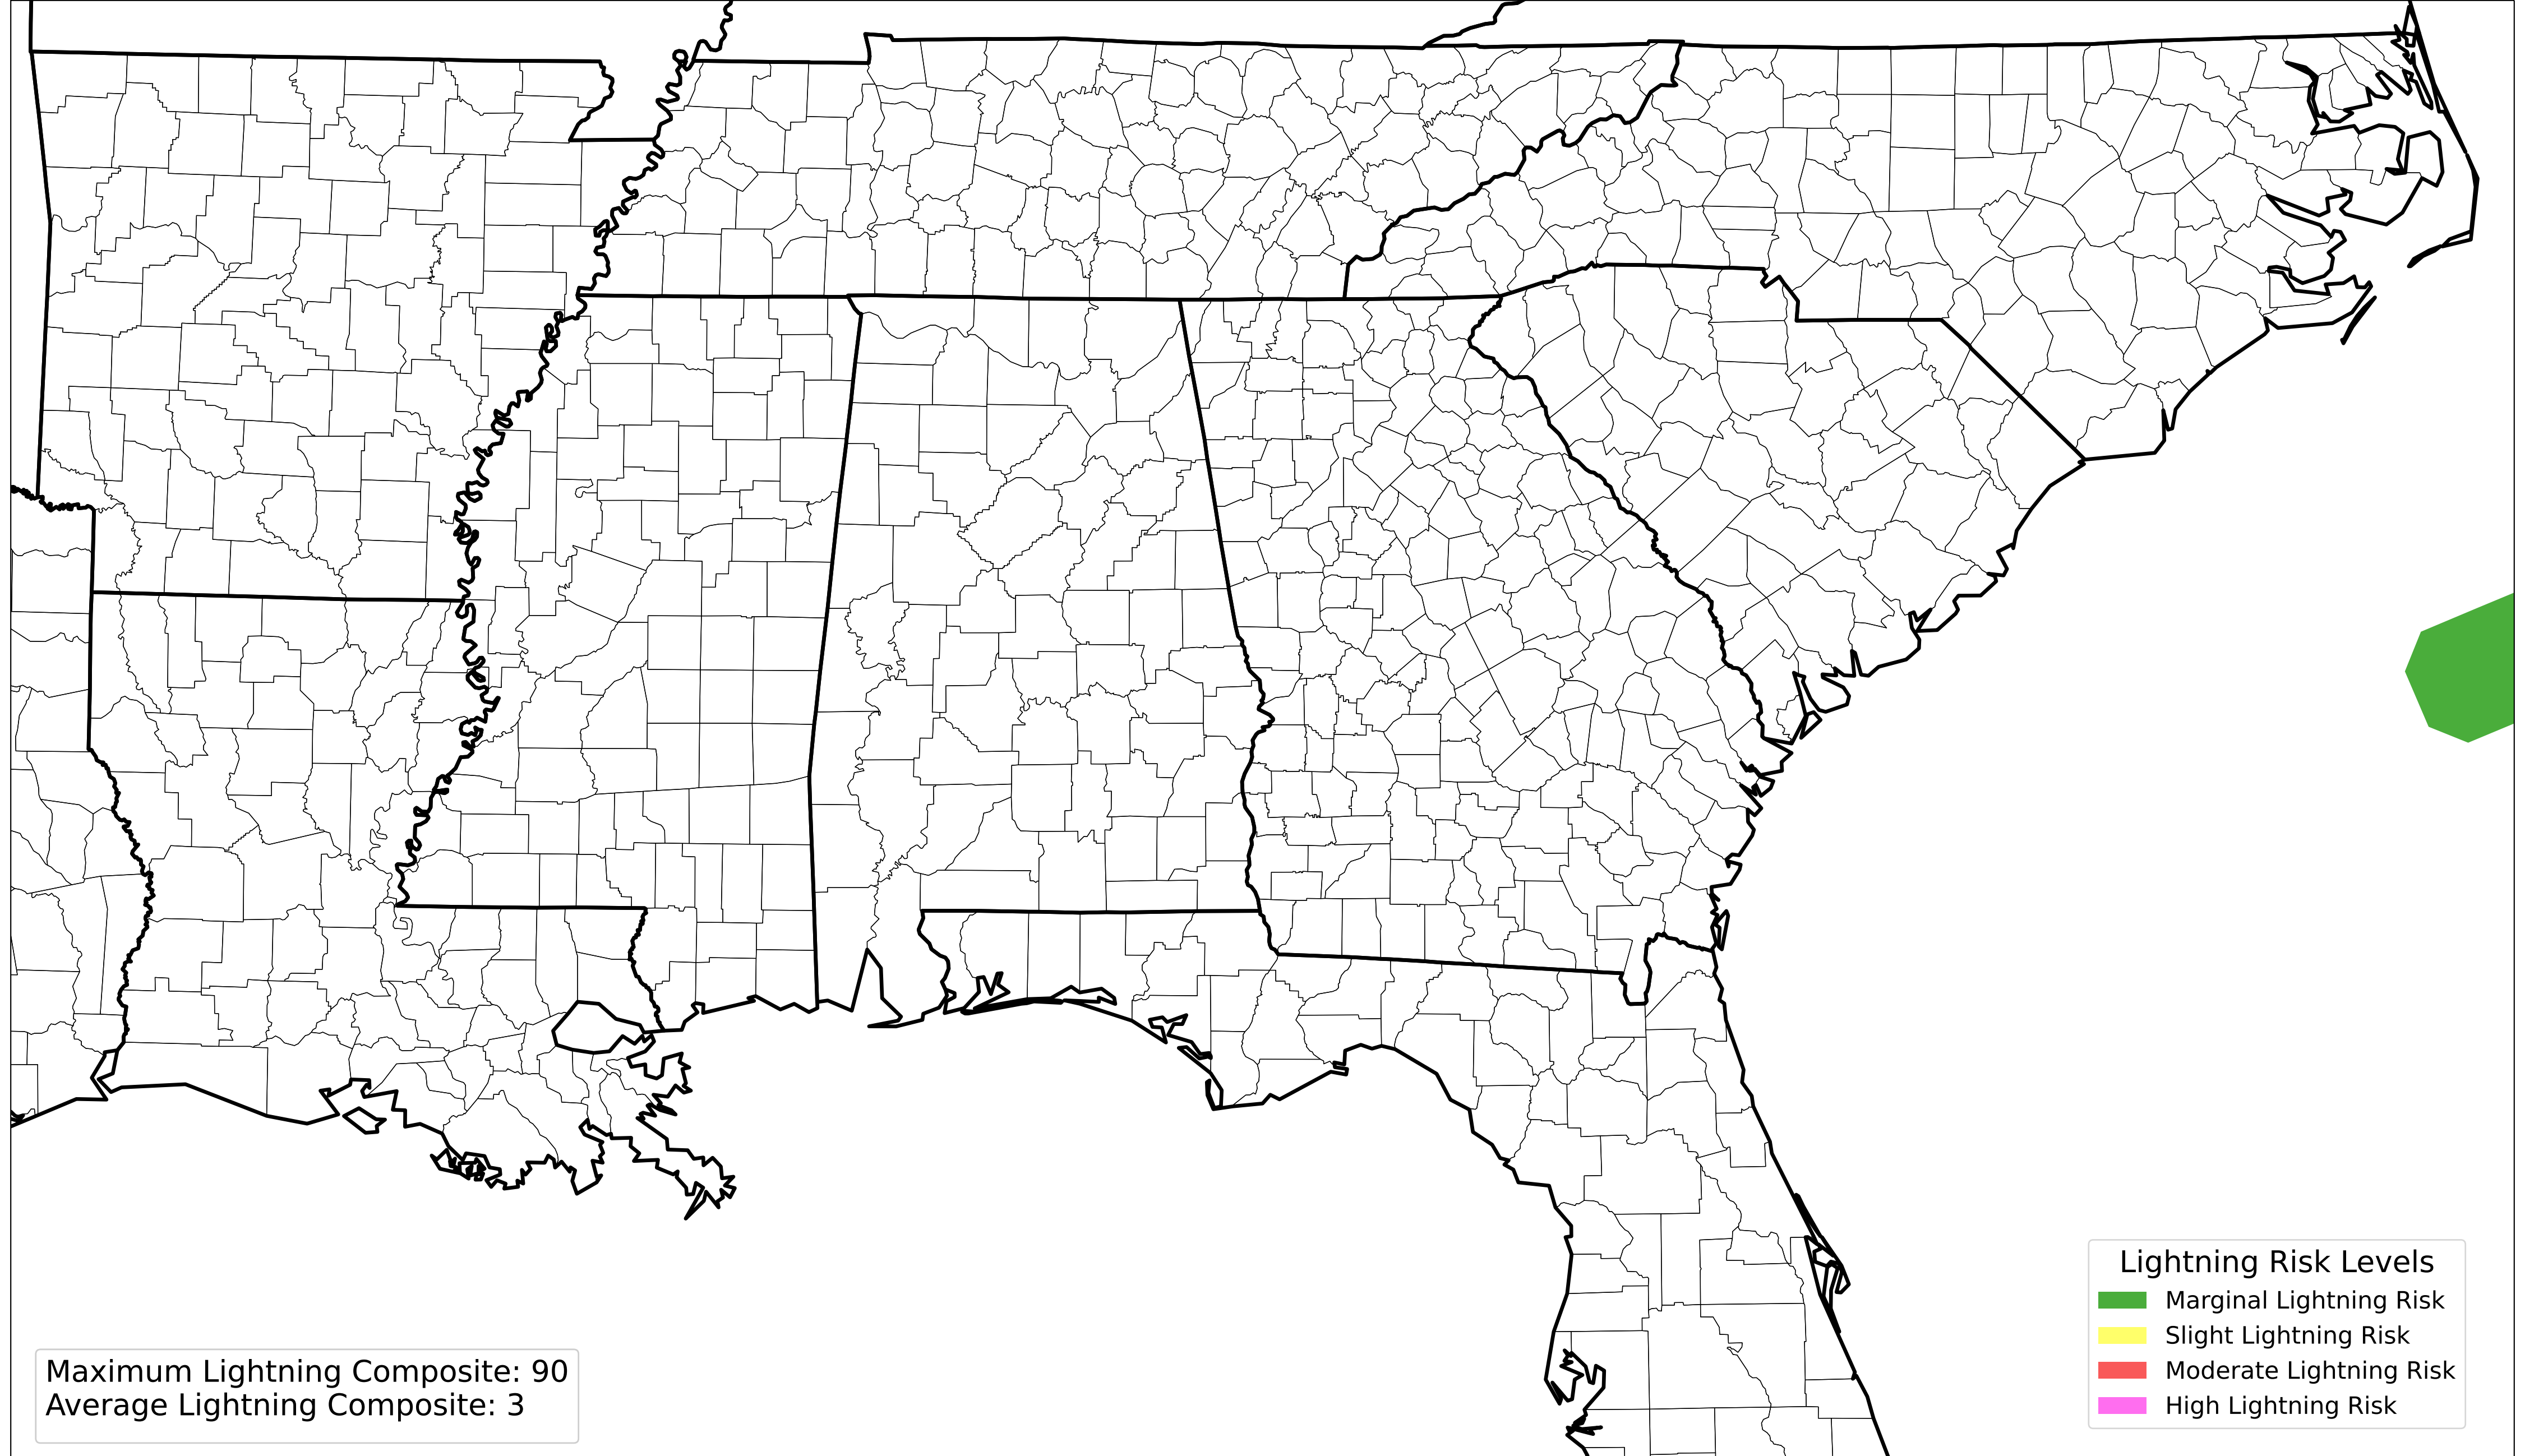 Lightning Risk Levels
Marginal Lightning Risk
Slight Lightning Risk
Moderate Lightning Risk
High Lightning Risk
Maximum Lightning Composite: 90
Average Lightning Composite: 3